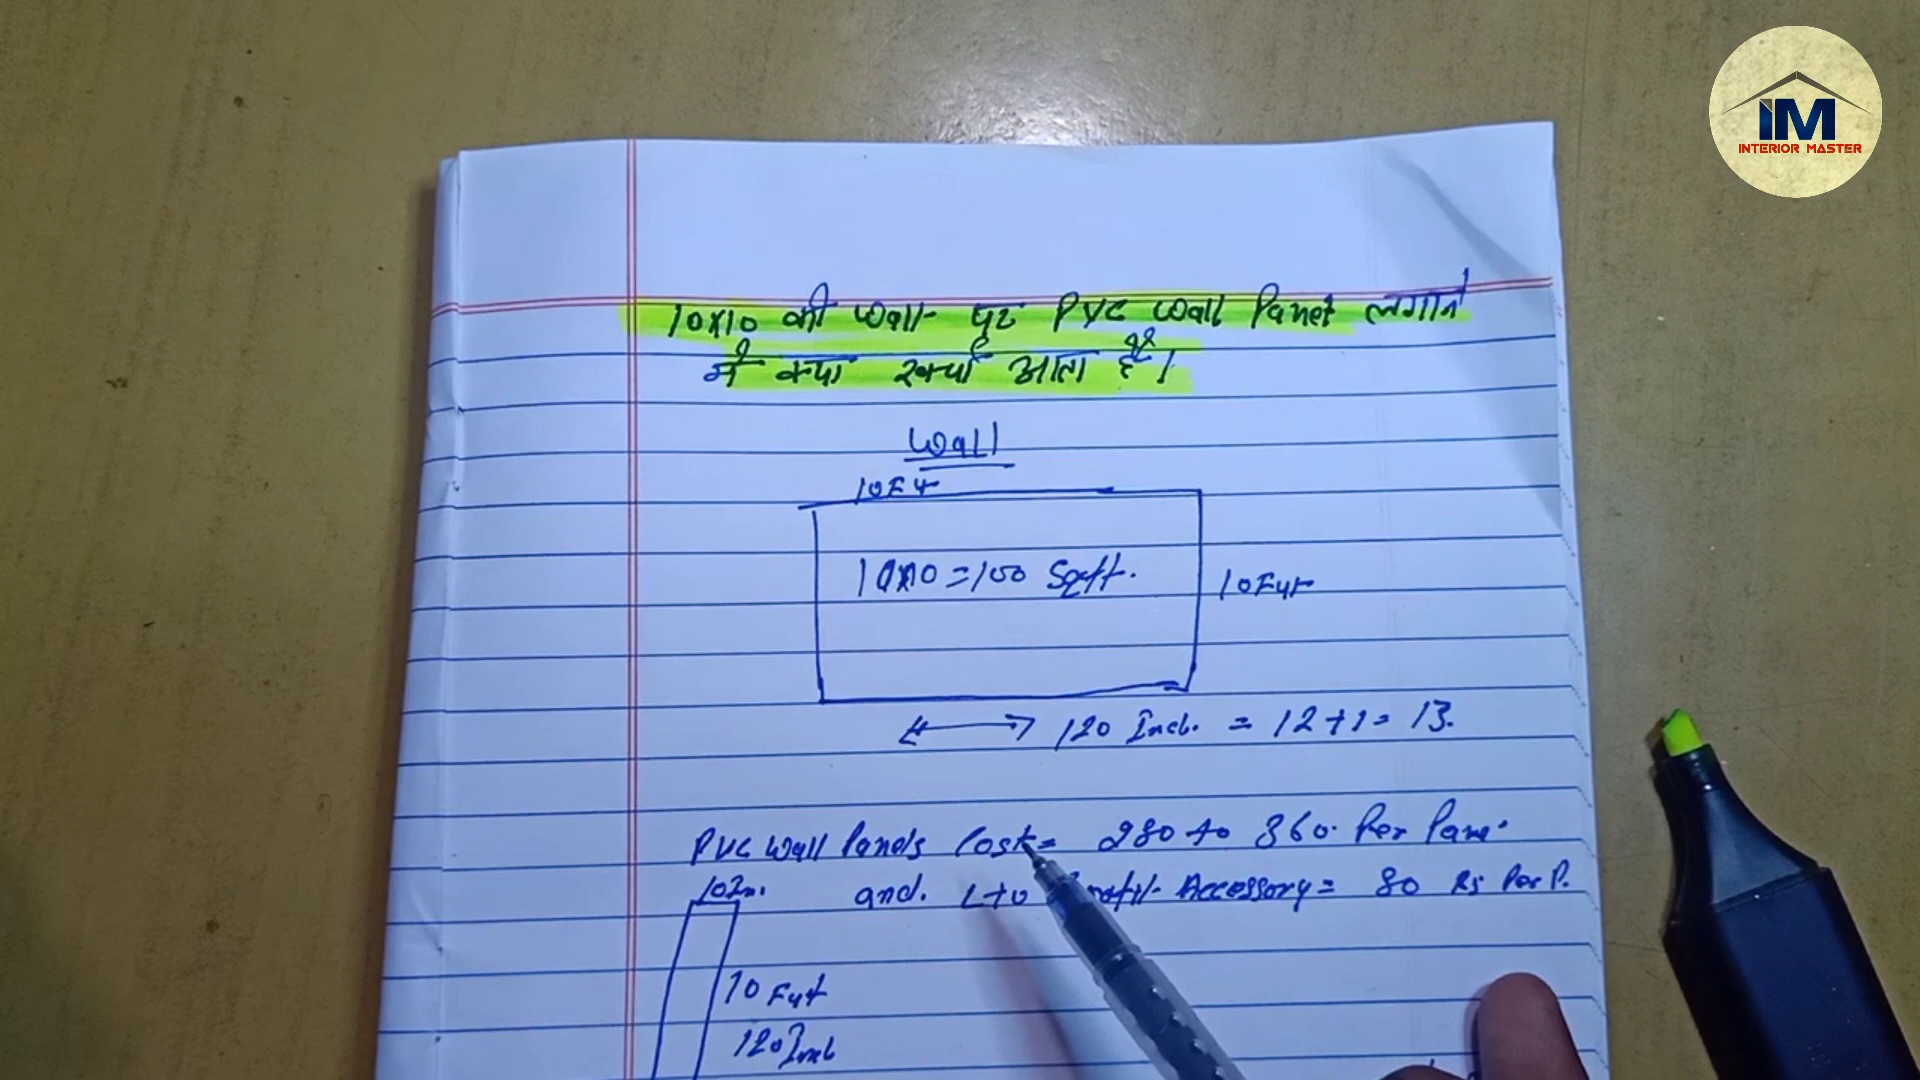 IM
INTERIOR MASTER
10x10 की Wall पर PVC Wall Panel लगाने
में क्या खर्चा आता है।
Wall
10Fut
10x10 = 100 Sqft.
10Fut
120 Inch. = 12+1= 13.
PVC Wall Panels Cost = 280 to 360. Per Pane.
10In. and. Accessory = 80 Rs Per P.
10 Fut
120 Inch